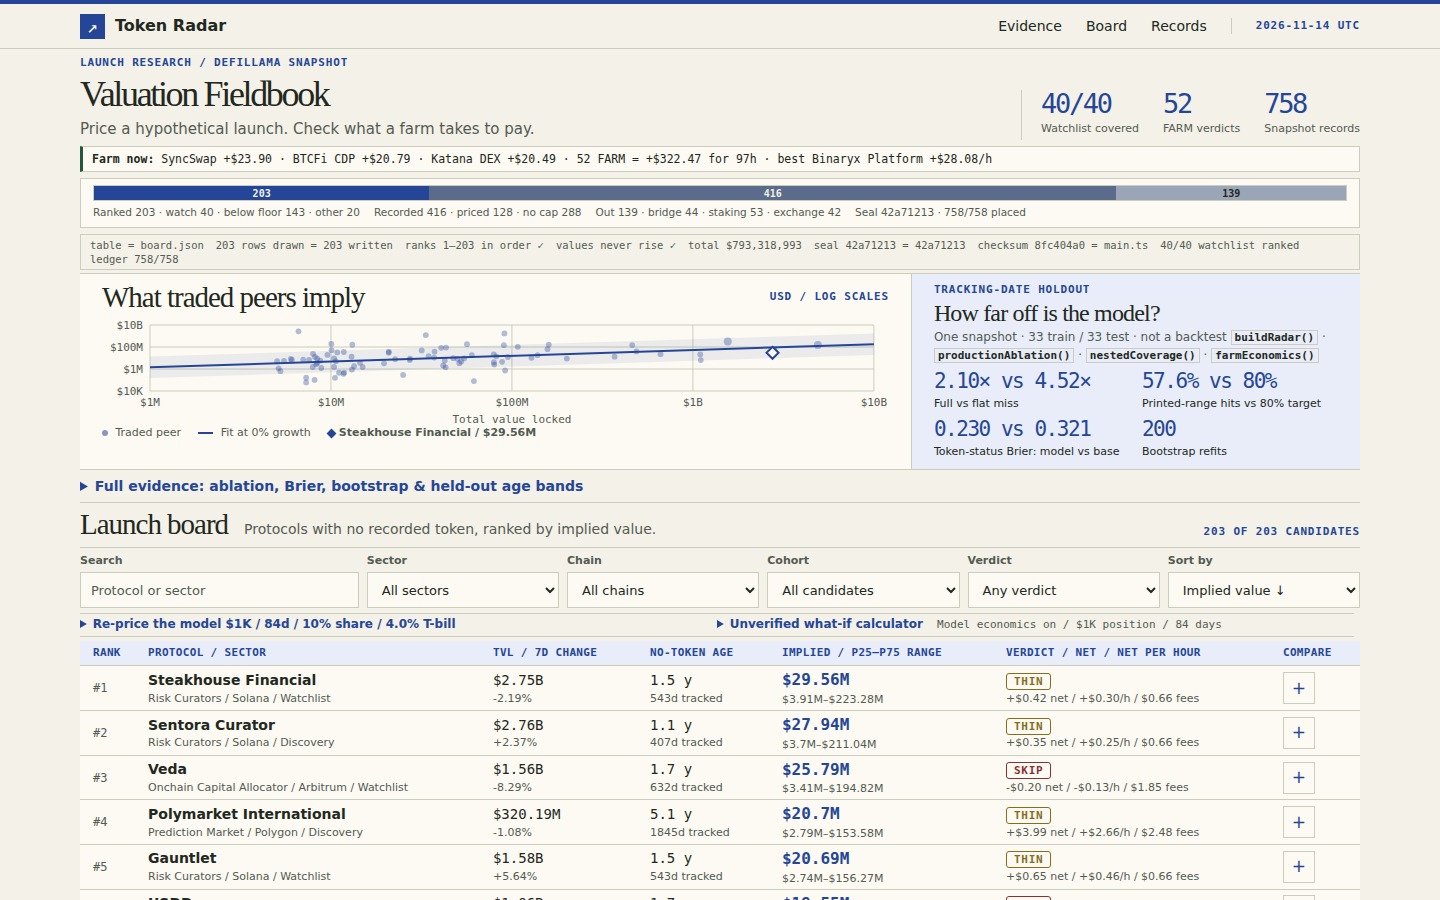 ↗ Token Radar Evidence Board Records 2026-11-14 UTC
LAUNCH RESEARCH / DEFILLAMA SNAPSHOT
Valuation Fieldbook
Price a hypothetical launch. Check what a farm takes to pay.
40/40 52 758
Watchlist covered FARM verdicts Snapshot records
Farm now: SyncSwap +$23.90 · BTCFi CDP +$20.79 · Katana DEX +$20.49 · 52 FARM = +$322.47 for 97h · best Binaryx Platform +$28.08/h
203 416 139
Ranked 203 · watch 40 · below floor 143 · other 20 Recorded 416 · priced 128 · no cap 288 Out 139 · bridge 44 · staking 53 · exchange 42 Seal 42a71213 · 758/758 placed
table = board.json 203 rows drawn = 203 written ranks 1–203 in order ✓ values never rise ✓ total $793,318,993 seal 42a71213 = 42a71213 checksum 8fc404a0 = main.ts 40/40 watchlist ranked
ledger 758/758
What traded peers imply USD / LOG SCALES
$10B
$100M
$1M
$10K
$1M $10M $100M $1B $10B
Total value locked
Traded peer Fit at 0% growth Steakhouse Financial / $29.56M
TRACKING-DATE HOLDOUT
How far off is the model?
One snapshot · 33 train / 33 test · not a backtest buildRadar() ·
productionAblation() · nestedCoverage() · farmEconomics()
2.10× vs 4.52× 57.6% vs 80%
Full vs flat miss Printed-range hits vs 80% target
0.230 vs 0.321 200
Token-status Brier: model vs base Bootstrap refits
Full evidence: ablation, Brier, bootstrap & held-out age bands
Launch board Protocols with no recorded token, ranked by implied value. 203 OF 203 CANDIDATES
Search Sector Chain Cohort Verdict Sort by
Protocol or sector All sectors All chains All candidates Any verdict Implied value ↓
Re-price the model $1K / 84d / 10% share / 4.0% T-bill Unverified what-if calculator Model economics on / $1K position / 84 days
RANK PROTOCOL / SECTOR TVL / 7D CHANGE NO-TOKEN AGE IMPLIED / P25–P75 RANGE VERDICT / NET / NET PER HOUR COMPARE
#1 Steakhouse Financial $2.75B 1.5 y $29.56M THIN +
Risk Curators / Solana / Watchlist -2.19% 543d tracked $3.91M–$223.28M +$0.42 net / +$0.30/h / $0.66 fees
#2 Sentora Curator $2.76B 1.1 y $27.94M THIN +
Risk Curators / Solana / Discovery +2.37% 407d tracked $3.7M–$211.04M +$0.35 net / +$0.25/h / $0.66 fees
#3 Veda $1.56B 1.7 y $25.79M SKIP +
Onchain Capital Allocator / Arbitrum / Watchlist -8.29% 632d tracked $3.41M–$194.82M -$0.20 net / -$0.13/h / $1.85 fees
#4 Polymarket International $320.19M 5.1 y $20.7M THIN +
Prediction Market / Polygon / Discovery -1.08% 1845d tracked $2.79M–$153.58M +$3.99 net / +$2.66/h / $2.48 fees
#5 Gauntlet $1.58B 1.5 y $20.69M THIN +
Risk Curators / Solana / Watchlist +5.64% 543d tracked $2.74M–$156.27M +$0.65 net / +$0.46/h / $0.66 fees